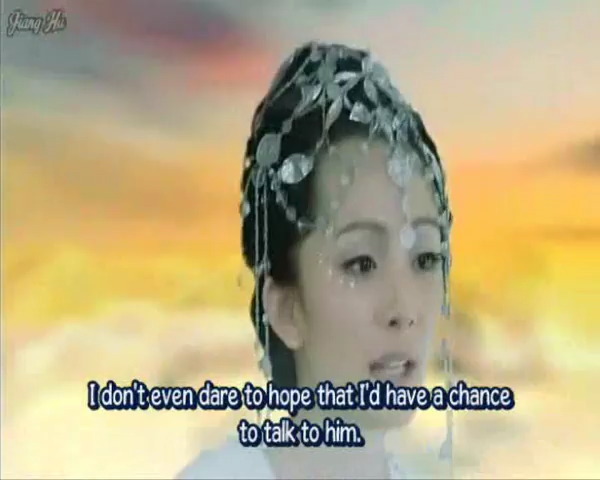 Jiang Hu
I don't even dare to hope that I'd have a chance
to talk to him.